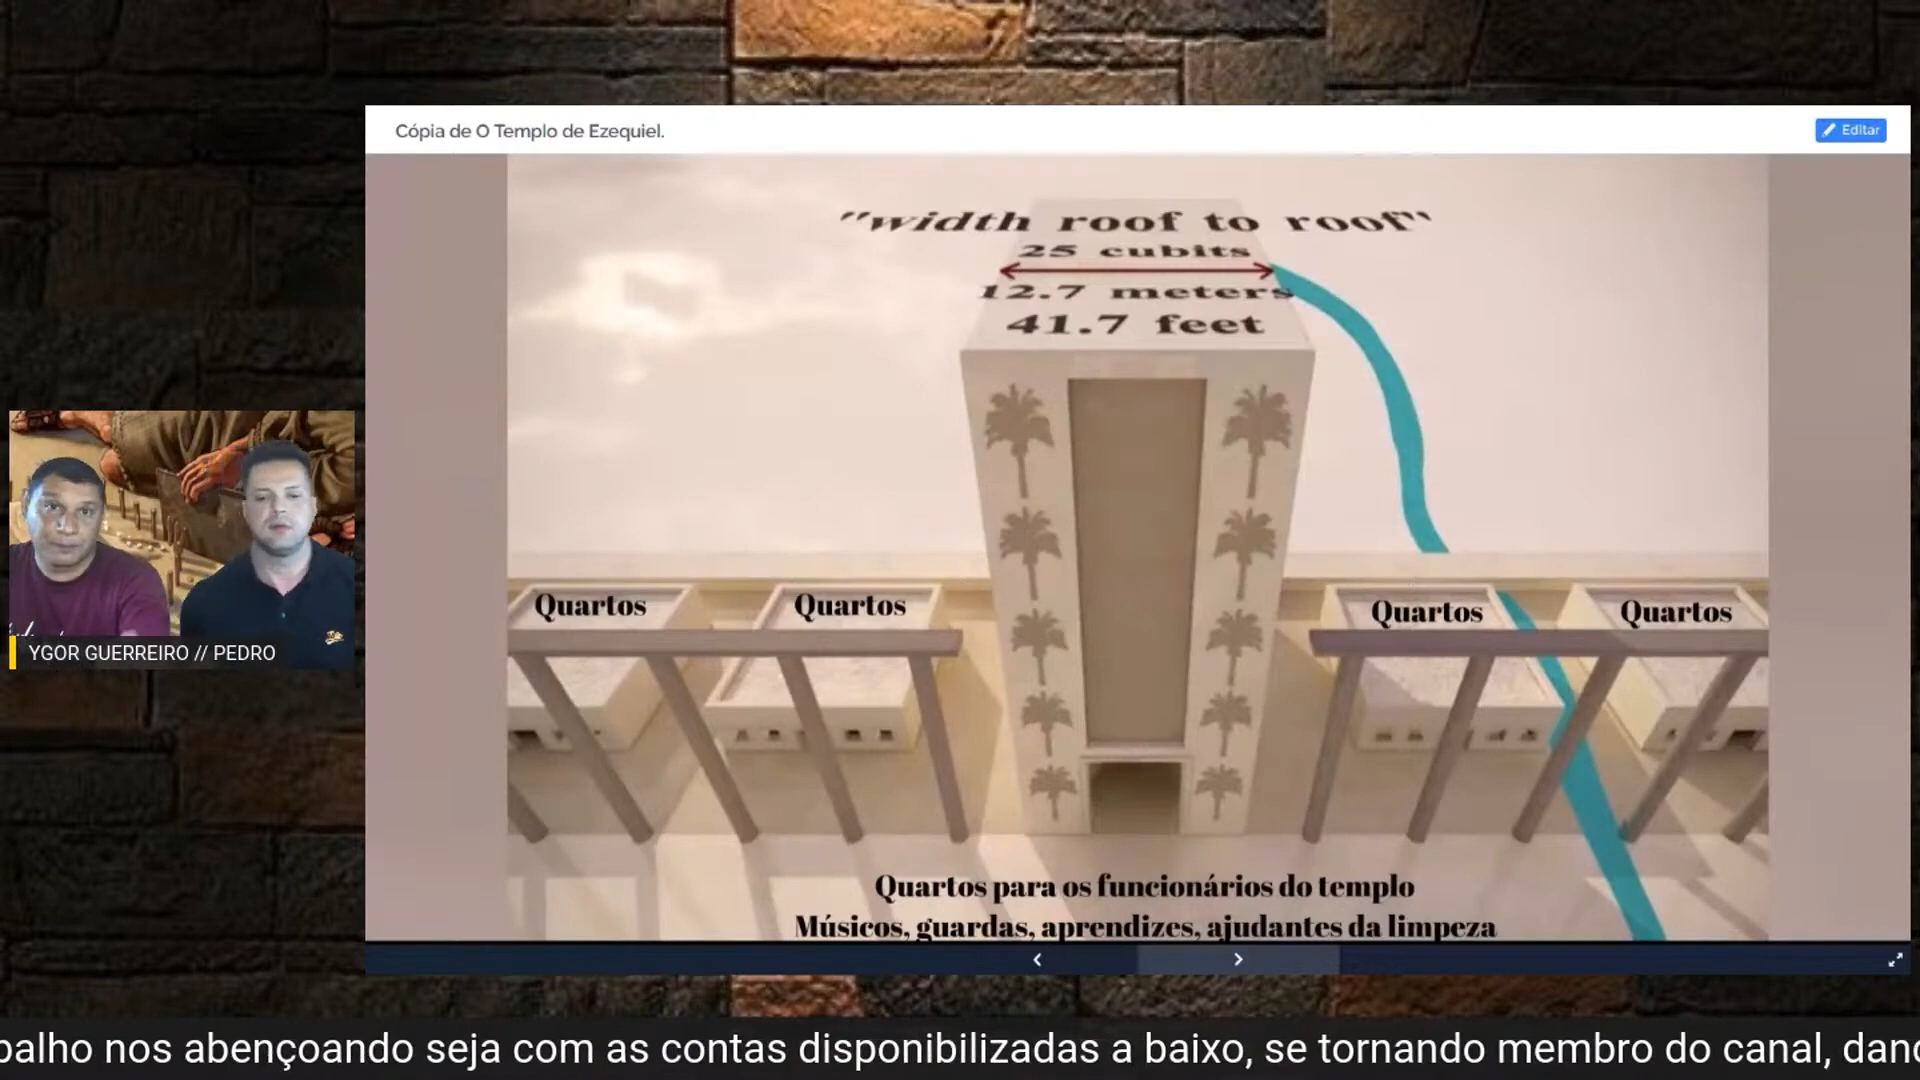 Cópia de O Templo de Ezequiel.
Editar
"width roof to roof"
25 cubits
12.7 meters
41.7 feet
Quartos
Quartos
Quartos
Quartos
YGOR GUERREIRO // PEDRO
Quartos para os funcionários do templo
Músicos, guardas, aprendizes, ajudantes da limpeza
nos abençoando seja com as contas disponibilizadas a baixo, se tornando membro do canal,